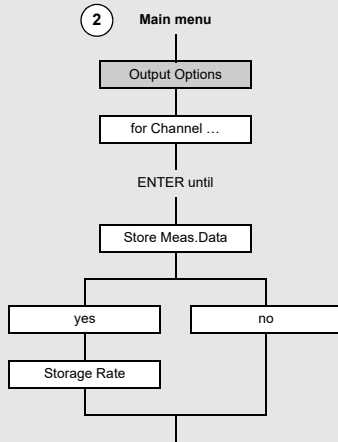 2 Main menu
Output Options
for Channel …
ENTER until
Store Meas.Data
yes no
Storage Rate